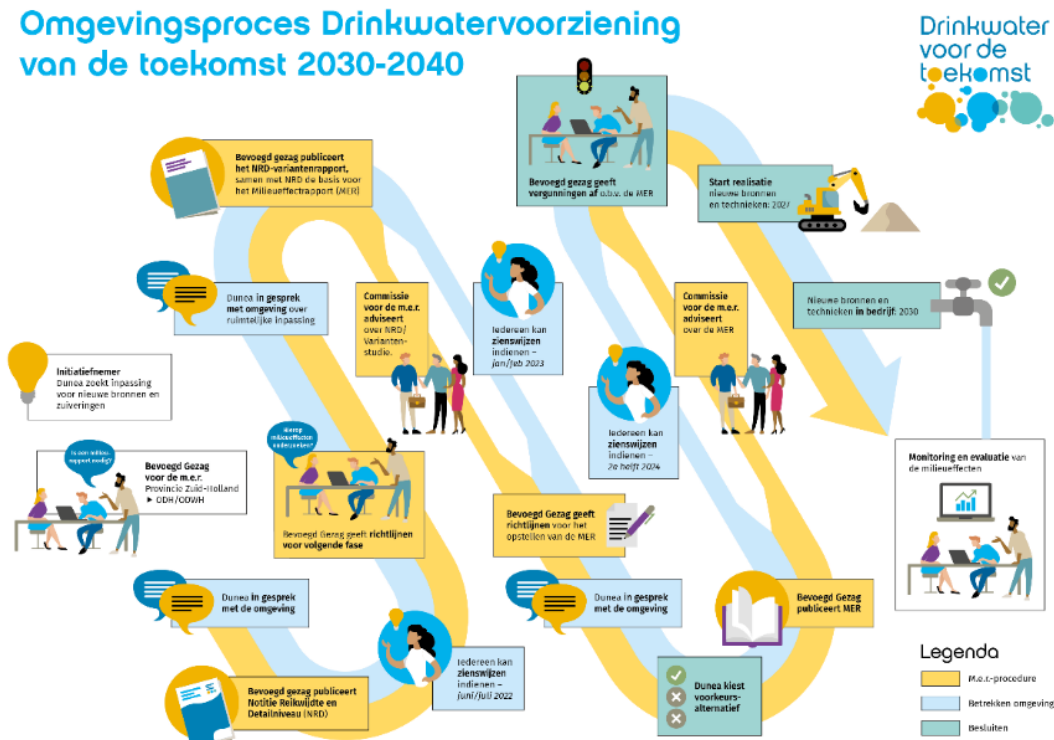 Omgevingsproces Drinkwatervoorziening
van de toekomst 2030-2040
Drinkwater
voor de
toekomst
Bevoegd gezag publiceert
het NRD-variantenrapport,
samen met NRD de basis voor
het Milieueffectrapport (MER)
Bevoegd gezag geeft
vergunningen af o.b.v. de MER
Start realisatie
nieuwe bronnen
en technieken: 2027
Dunea in gesprek
met omgeving over
ruimtelijke inpassing
Commissie
voor de m.e.r.
adviseert
over NRD/
Varianten-
studie.
Iedereen kan
zienswijzen
indienen –
jan/feb 2023
Commissie
voor de m.e.r.
adviseert
over de MER
Nieuwe bronnen en
technieken in bedrijf: 2030
Initiatiefnemer
Dunea zoekt inpassing
voor nieuwe bronnen en
zuiveringen
Iedereen kan
zienswijzen
indienen –
2e helft 2024
Is een milieu-
rapport nodig?
Bevoegd Gezag
voor de m.e.r.
Provincie Zuid-Holland
► ODH/ODWH
Hierop
milieueffecten
onderzoeken?
Bevoegd Gezag geeft richtlijnen
voor volgende fase
Bevoegd Gezag geeft
richtlijnen voor het
opstellen van de MER
Monitoring en evaluatie van
de milieueffecten
Dunea in gesprek
met de omgeving
Dunea in gesprek
met de omgeving
Bevoegd Gezag
publiceert MER
Iedereen kan
zienswijzen
indienen –
juni/juli 2022
Bevoegd gezag publiceert
Notitie Reikwijdte en
Detailniveau (NRD)
Dunea kiest
voorkeurs-
alternatief
Legenda
M.e.r.-procedure
Betrekken omgeving
Besluiten